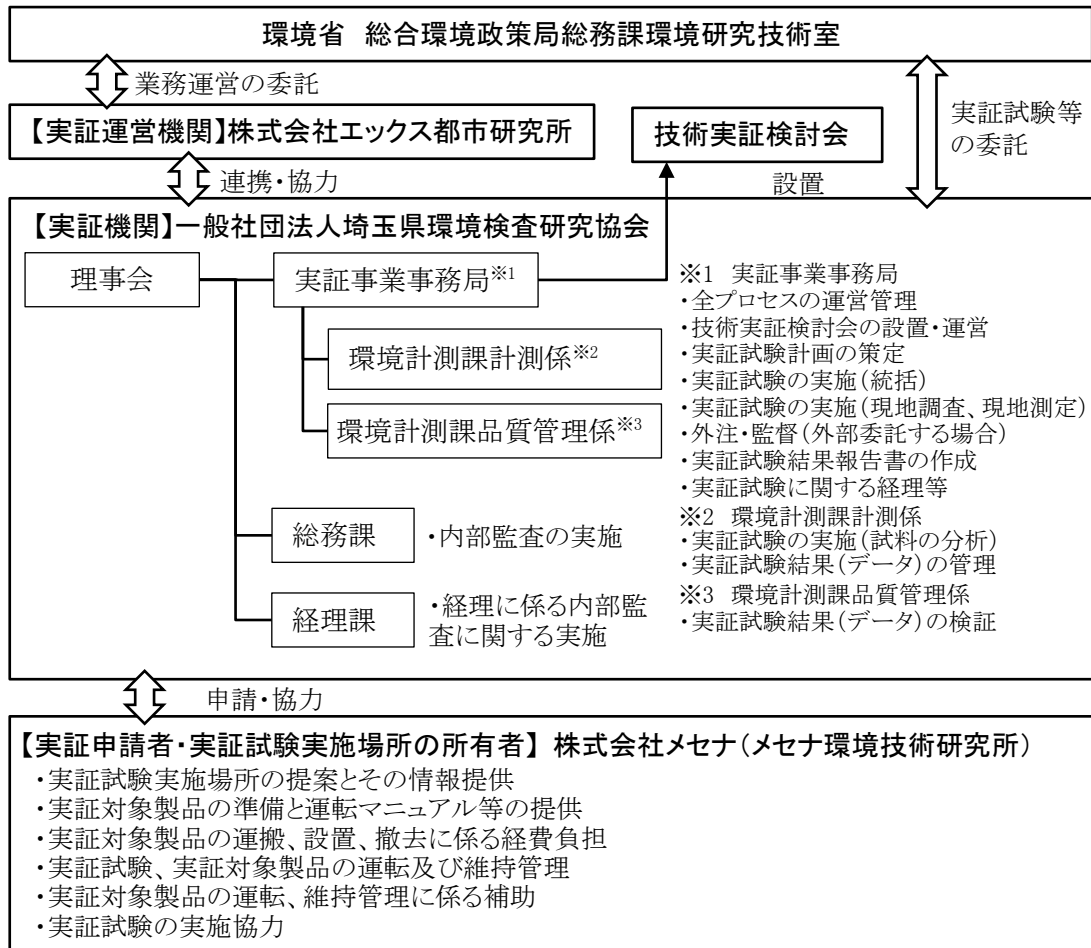 環境省 総合環境政策局総務課環境研究技術室
業務運営の委託
実証試験等
の委託
【実証運営機関】株式会社エックス都市研究所
技術実証検討会
連携・協力
設置
【実証機関】一般社団法人埼玉県環境検査研究協会
理事会
実証事業事務局※1
環境計測課計測係※2
環境計測課品質管理係※3
総務課
・内部監査の実施
経理課
・経理に係る内部監
査に関する実施
※1 実証事業事務局
・全プロセスの運営管理
・技術実証検討会の設置・運営
・実証試験計画の策定
・実証試験の実施(統括)
・実証試験の実施(現地調査、現地測定)
・外注・監督(外部委託する場合)
・実証試験結果報告書の作成
・実証試験に関する経理等
※2 環境計測課計測係
・実証試験の実施(試料の分析)
・実証試験結果(データ)の管理
※3 環境計測課品質管理係
・実証試験結果(データ)の検証
申請・協力
【実証申請者・実証試験実施場所の所有者】 株式会社メセナ(メセナ環境技術研究所)
・実証試験実施場所の提案とその情報提供
・実証対象製品の準備と運転マニュアル等の提供
・実証対象製品の運搬、設置、撤去に係る経費負担
・実証試験、実証対象製品の運転及び維持管理
・実証対象製品の運転、維持管理に係る補助
・実証試験の実施協力